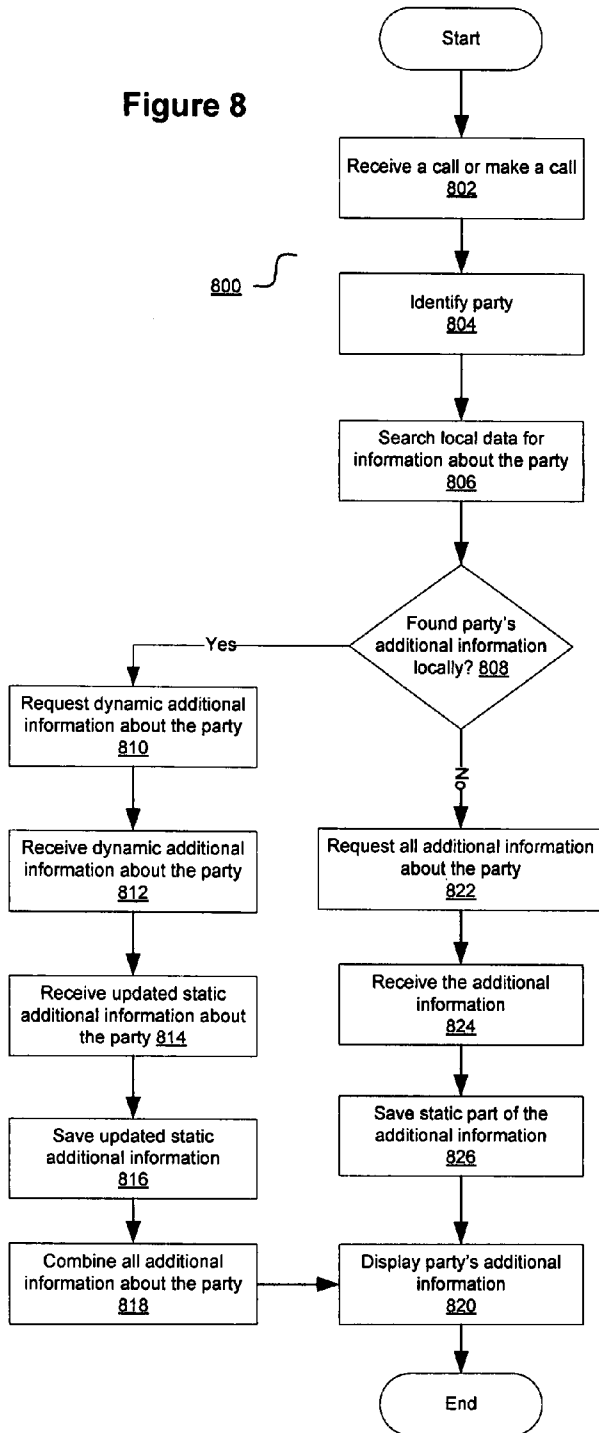 Figure 8
Start
Receive a call or make a call
802
800
Identify party
804
Search local data for
information about the party
806
Found party's
additional information
locally? 808
Yes
No
Request dynamic additional
information about the party
810
Receive dynamic additional
information about the party
812
Receive updated static
additional information about
the party 814
Save updated static
additional information
816
Combine all additional
information about the party
818
Request all additional information
about the party
822
Receive the additional
information
824
Save static part of the
additional information
826
Display party's additional
information
820
End